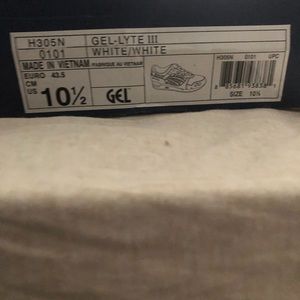 H305N GEL-LYTE III
0101 WHITE/WHITE
MADE IN VIETNAM FABRIQUE AU VIETNAM
EURO 43.5
CM
US 10½
GEL
H305N 0101 UPC
SIZE 10½